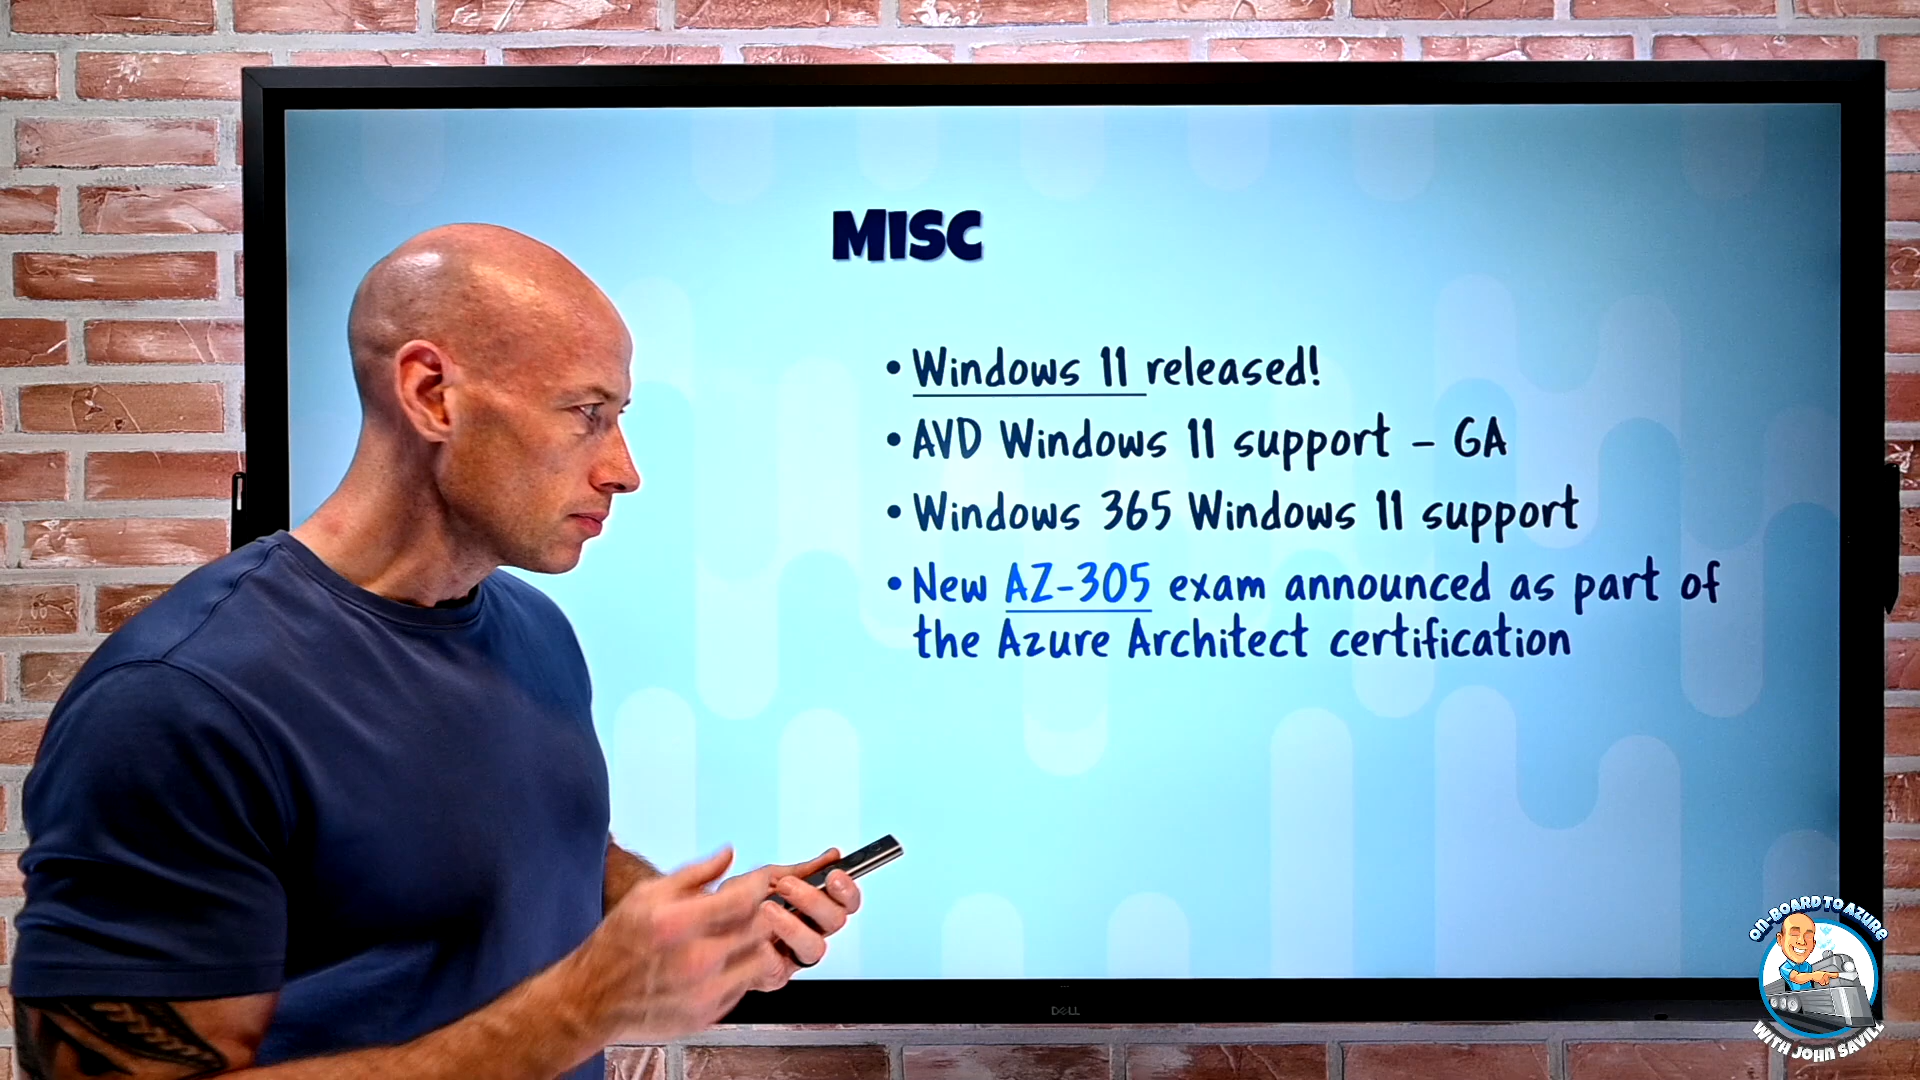 MISC
• Windows 11 released!
• AVD Windows 11 support – GA
• Windows 365 Windows 11 support
• New AZ-305 exam announced as part of
the Azure Architect certification
ON-BOARD TO AZURE
WITH JOHN SAVILL
DELL